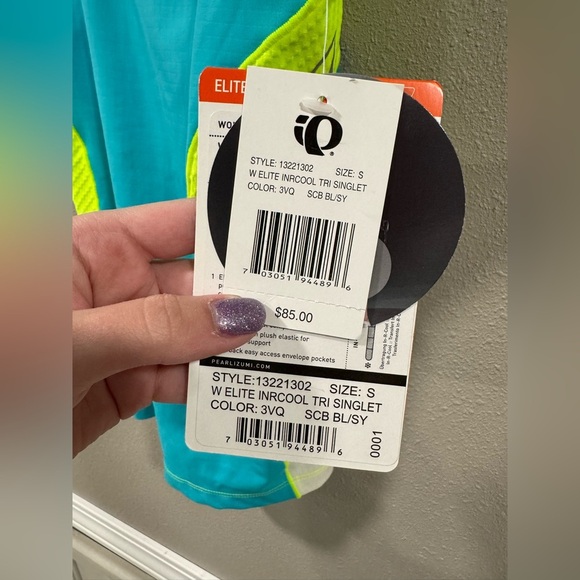 ELITE
WO
iQ
STYLE: 13221302 SIZE: S
W ELITE INRCOOL TRI SINGLET
COLOR: 3VQ SCB BL/SY
7 03051 94489 6
$85.00
plush elastic for
support
back easy access envelope pockets
PEARLIZUMI.COM
STYLE:13221302 SIZE: S
W ELITE INRCOOL TRI SINGLET
COLOR: 3VQ SCB BL/SY
7 03051 94489 6
0001